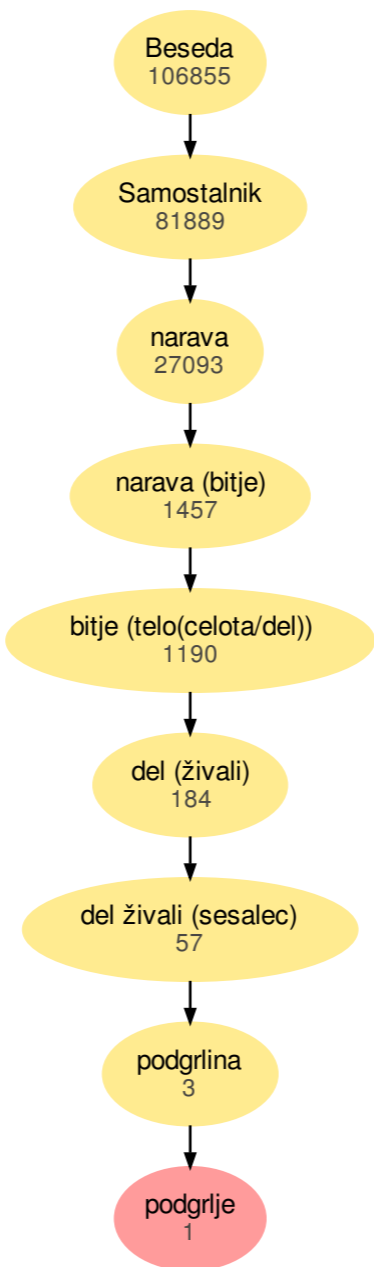 Beseda
106855
Samostalnik
81889
narava
27093
narava (bitje)
1457
bitje (telo(celota/del))
1190
del (živali)
184
del živali (sesalec)
57
podgrlina
3
podgrlje
1